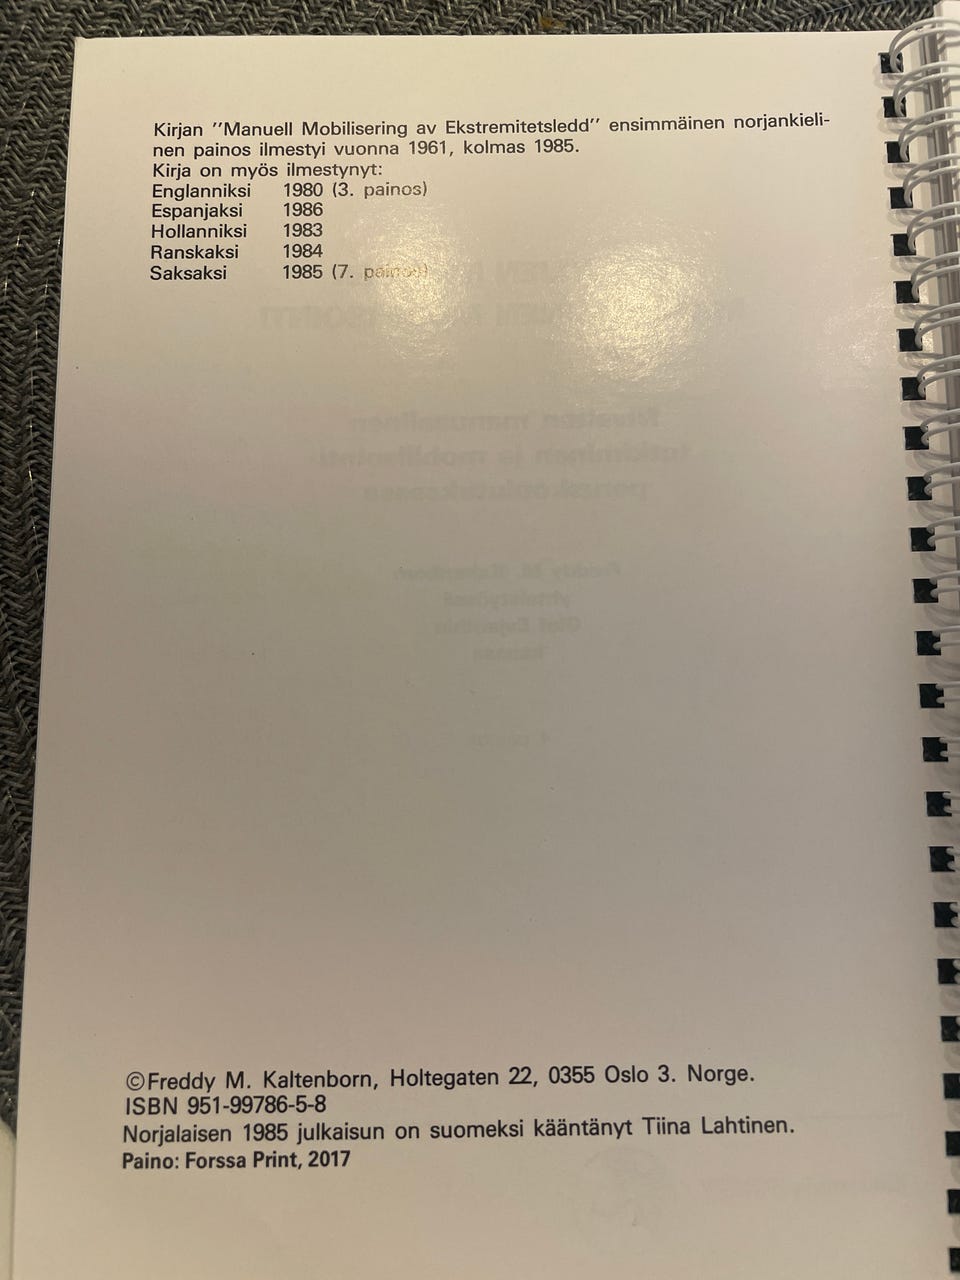 Kirjan "Manuell Mobilisering av Ekstremitetsledd" ensimmäinen norjankieli-
nen painos ilmestyi vuonna 1961, kolmas 1985.
Kirja on myös ilmestynyt:
Englanniksi 1980 (3. painos)
Espanjaksi 1986
Hollanniksi 1983
Ranskaksi 1984
Saksaksi 1985 (7. painos)
©Freddy M. Kaltenborn, Holtegaten 22, 0355 Oslo 3. Norge.
ISBN 951-99786-5-8
Norjalaisen 1985 julkaisun on suomeksi kääntänyt Tiina Lahtinen.
Paino: Forssa Print, 2017